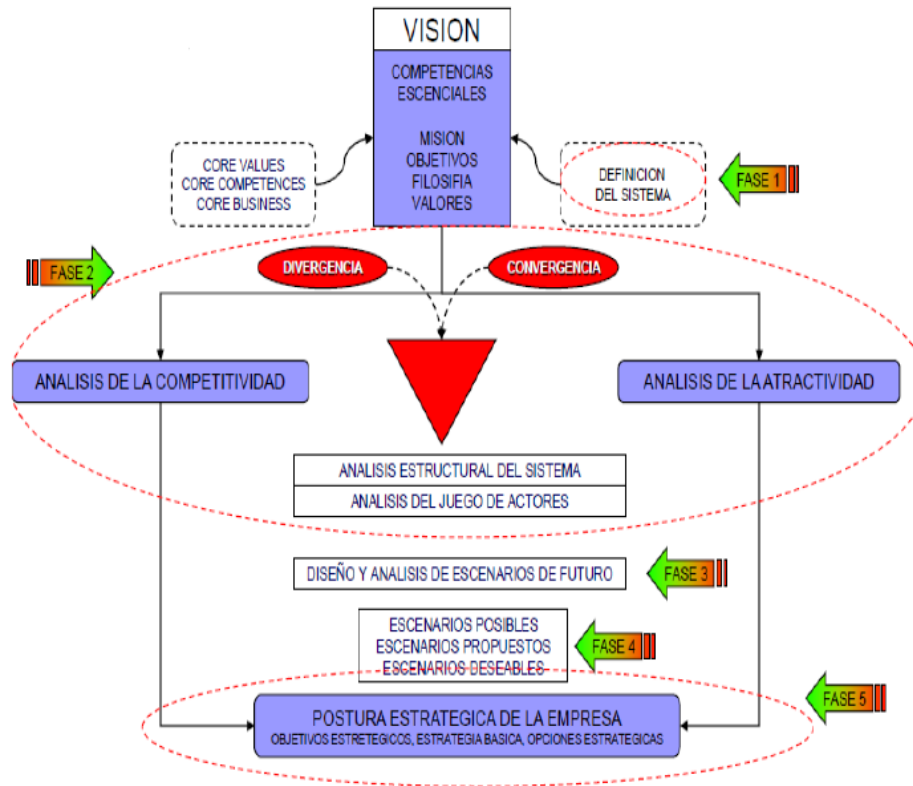 VISION
COMPETENCIAS
ESCENCIALES
MISION
OBJETIVOS
FILOSIFIA
VALORES
CORE VALUES
CORE COMPETENCES
CORE BUSINESS
DEFINICION
DEL SISTEMA
FASE 1
FASE 2
DIVERGENCIA
CONVERGENCIA
ANALISIS DE LA COMPETITIVIDAD
ANALISIS DE LA ATRACTIVIDAD
ANALISIS ESTRUCTURAL DEL SISTEMA
ANALISIS DEL JUEGO DE ACTORES
DISEÑO Y ANALISIS DE ESCENARIOS DE FUTURO
FASE 3
ESCENARIOS POSIBLES
ESCENARIOS PROPUESTOS
ESCENARIOS DESEABLES
FASE 4
POSTURA ESTRATEGICA DE LA EMPRESA
OBJETIVOS ESTRETEGICOS, ESTRATEGIA BASICA, OPCIONES ESTRATEGICAS
FASE 5